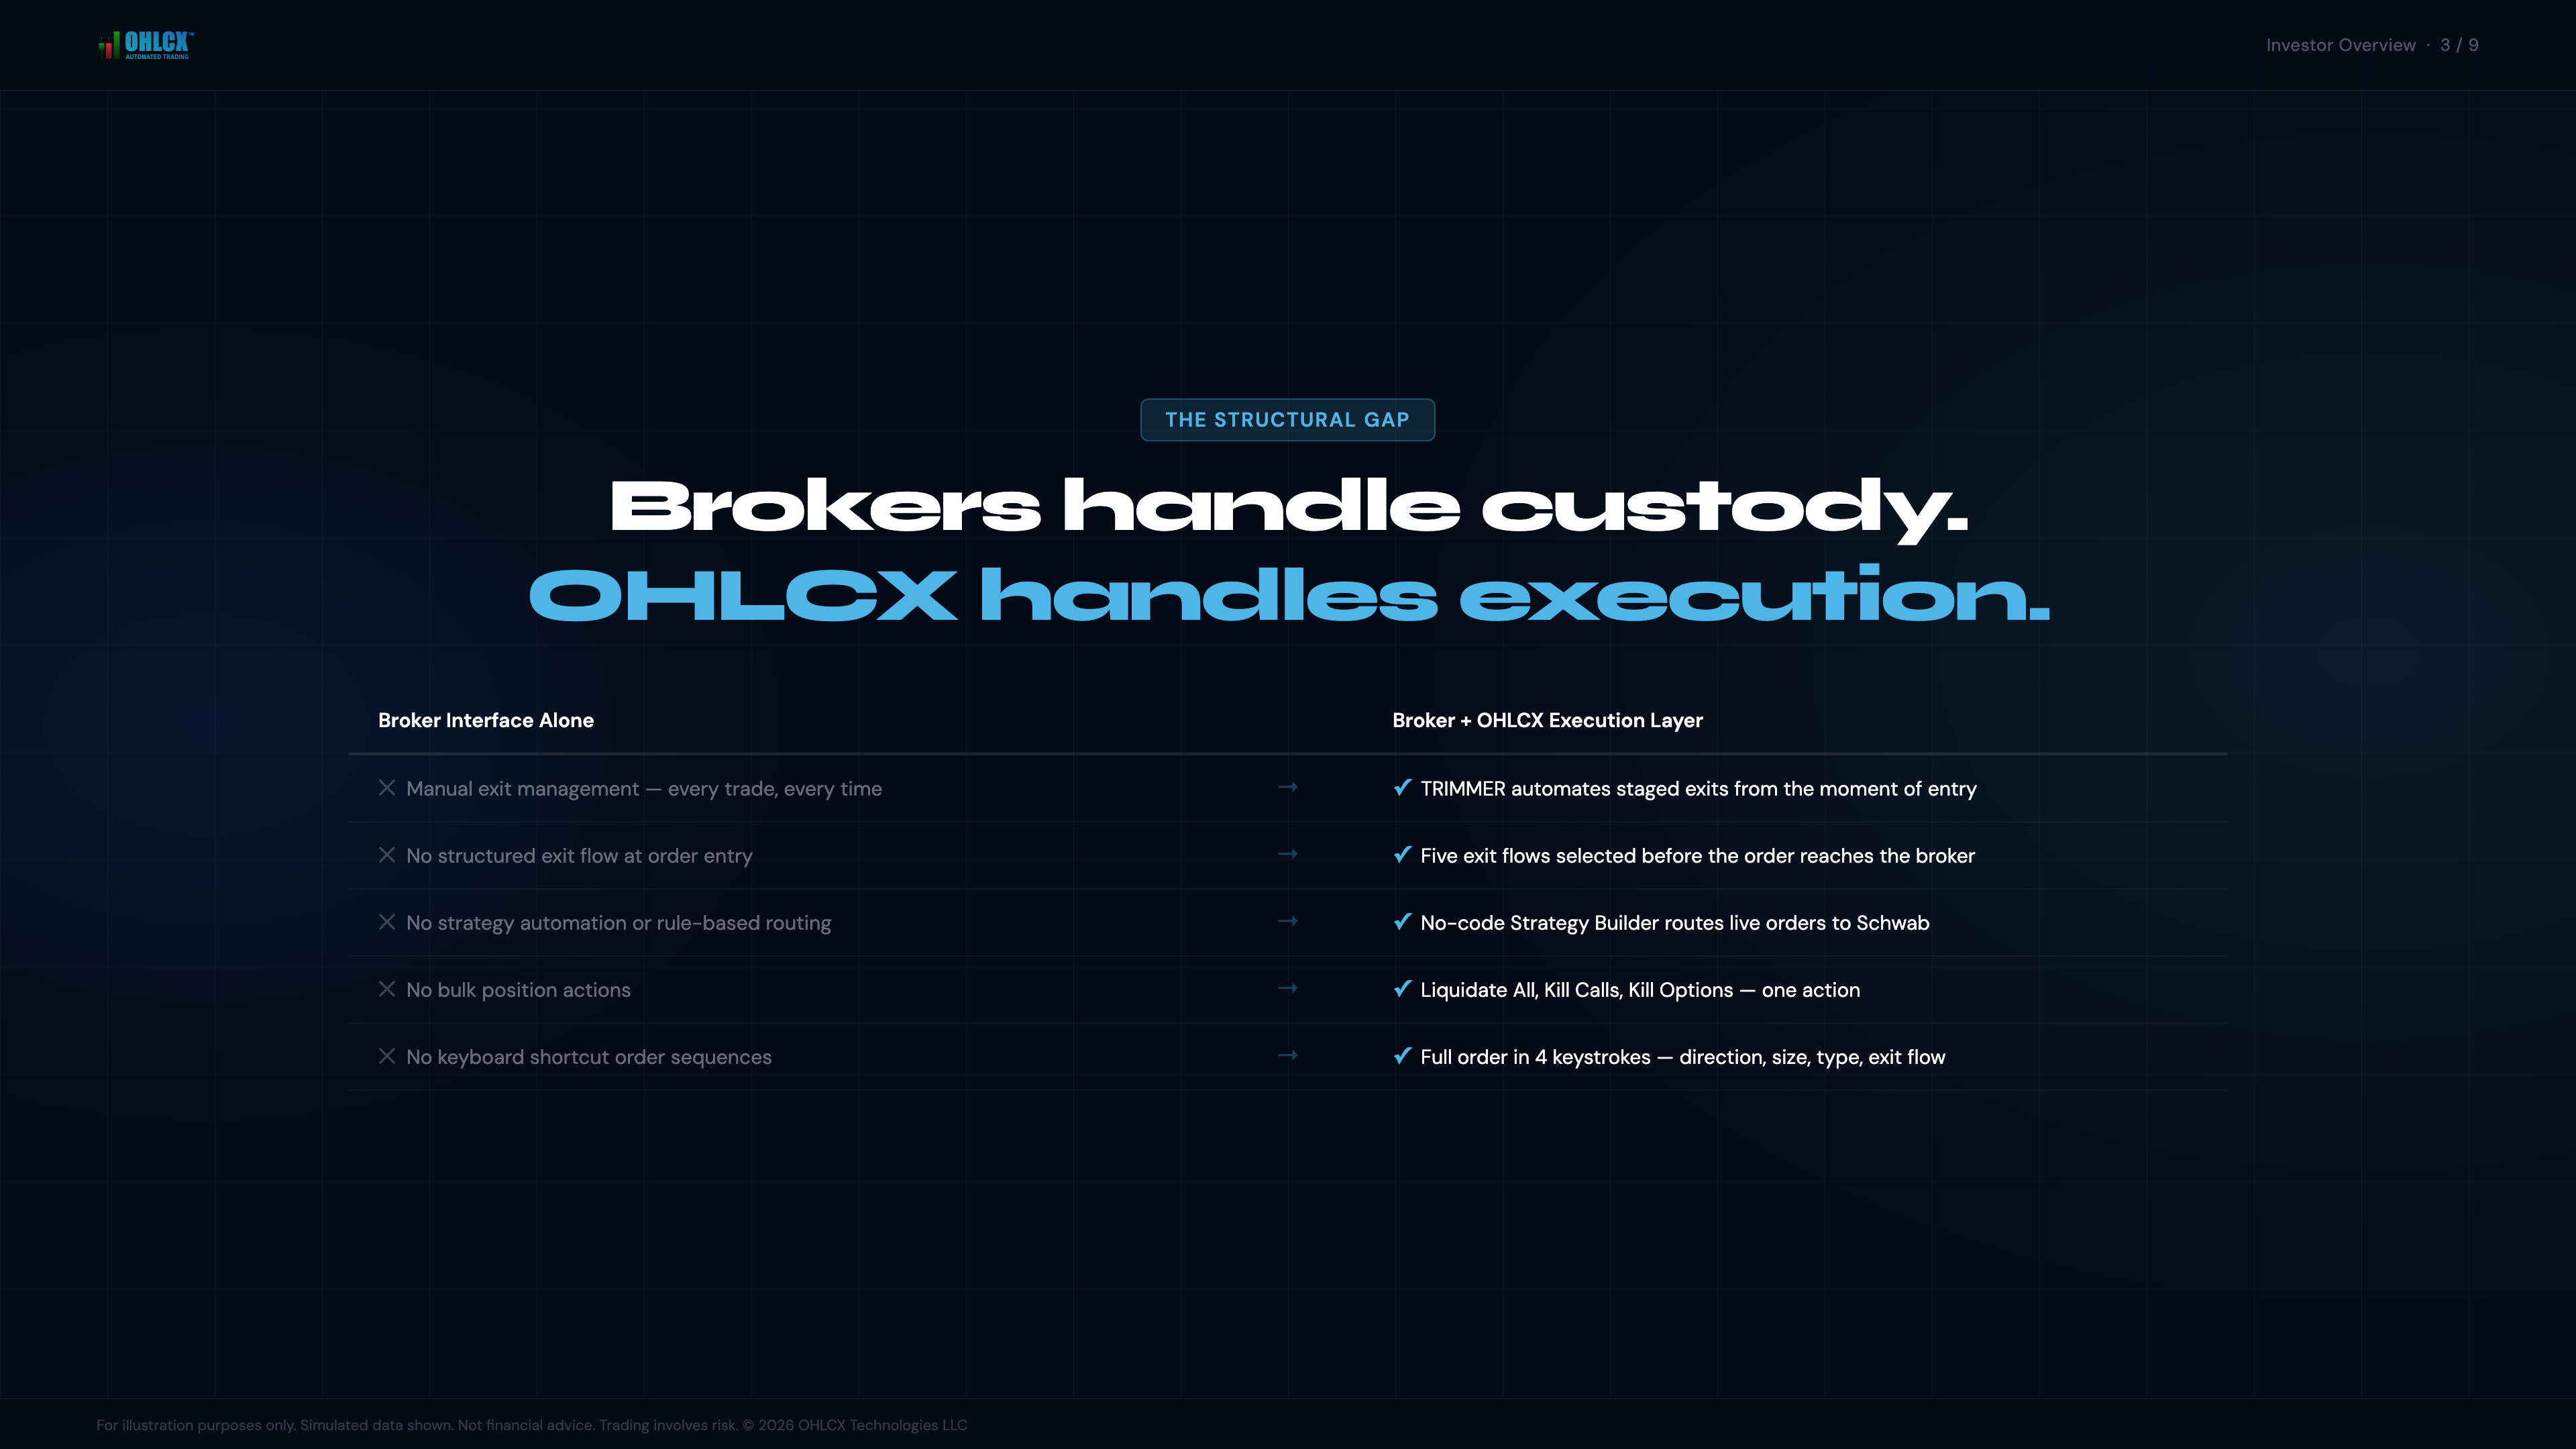 OHLCX™
AUTOMATED TRADING
Investor Overview · 3 / 9
THE STRUCTURAL GAP
Brokers handle custody.
OHLCX handles execution.
Broker Interface Alone
Broker + OHLCX Execution Layer
✕ Manual exit management — every trade, every time → ✓ TRIMMER automates staged exits from the moment of entry
✕ No structured exit flow at order entry → ✓ Five exit flows selected before the order reaches the broker
✕ No strategy automation or rule-based routing → ✓ No-code Strategy Builder routes live orders to Schwab
✕ No bulk position actions → ✓ Liquidate All, Kill Calls, Kill Options — one action
✕ No keyboard shortcut order sequences → ✓ Full order in 4 keystrokes — direction, size, type, exit flow
For illustration purposes only. Simulated data shown. Not financial advice. Trading involves risk. © 2026 OHLCX Technologies LLC